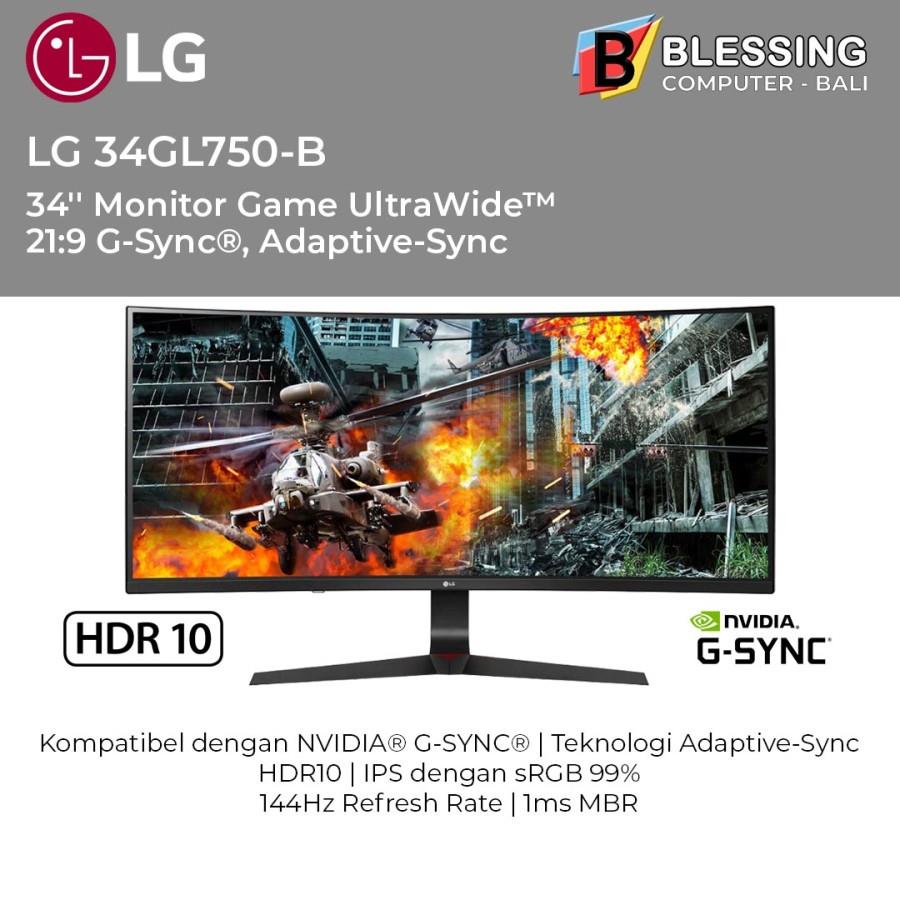 LG
BLESSING
COMPUTER - BALI
LG 34GL750-B
34'' Monitor Game UltraWide™
21:9 G-Sync®, Adaptive-Sync
LG
HDR 10
NVIDIA®
G-SYNC®
Kompatibel dengan NVIDIA® G-SYNC® | Teknologi Adaptive-Sync
HDR10 | IPS dengan sRGB 99%
144Hz Refresh Rate | 1ms MBR